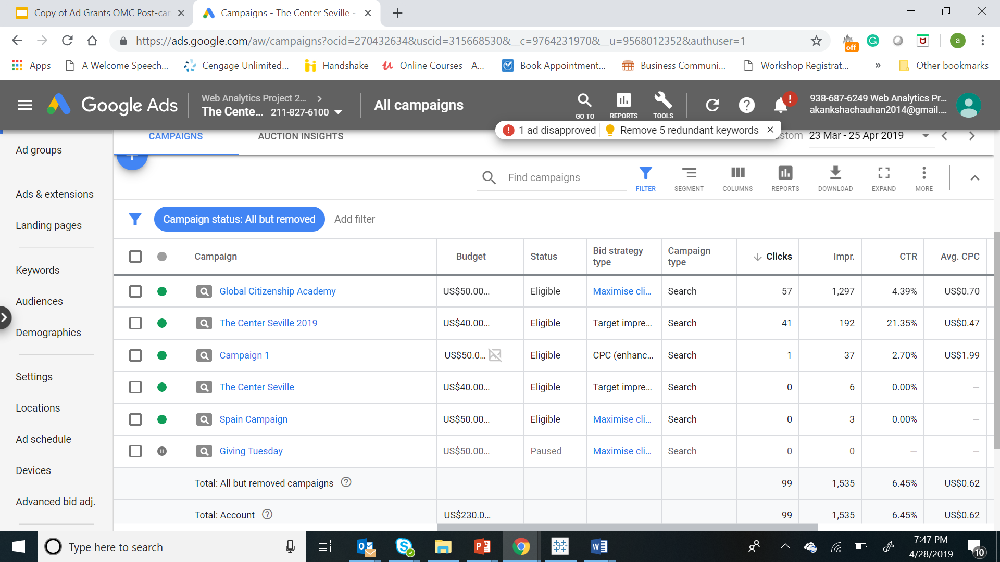 Copy of Ad Grants OMC Post-car
Campaigns - The Center Seville -
https://ads.google.com/aw/campaigns?ocid=270432634&uscid=315668530&__c=9764231970&__u=9568012352&authuser=1
off
a
Apps
A Welcome Speech...
Cengage Unlimited...
Handshake
Online Courses - A...
Book Appointment...
Business Communi...
Workshop Registrat...
»
Other bookmarks
Google Ads
Web Analytics Project 2...
The Cente... 211-827-6100
All campaigns
GO TO
REPORTS
TOOLS
938-687-6249 Web Analytics Pr...
akankshachauhan2014@gmail....
1 ad disapproved
Remove 5 redundant keywords
CAMPAIGNS
AUCTION INSIGHTS
stom 23 Mar - 25 Apr 2019
Ad groups
Ads & extensions
Landing pages
Keywords
Audiences
Demographics
Settings
Locations
Ad schedule
Devices
Advanced bid adj.
Find campaigns
FILTER
SEGMENT
COLUMNS
REPORTS
DOWNLOAD
EXPAND
MORE
Campaign status: All but removed
Add filter
Campaign Budget Status Bid strategy type Campaign type Clicks Impr. CTR Avg. CPC
Global Citizenship Academy US$50.00... Eligible Maximise cli... Search 57 1,297 4.39% US$0.70
The Center Seville 2019 US$40.00... Eligible Target impre... Search 41 192 21.35% US$0.47
Campaign 1 US$50.0... Eligible CPC (enhanc... Search 1 37 2.70% US$1.99
The Center Seville US$40.00... Eligible Target impre... Search 0 6 0.00% —
Spain Campaign US$50.00... Eligible Maximise cli... Search 0 3 0.00% —
Giving Tuesday US$50.00... Paused Maximise cli... Search 0 0 — —
Total: All but removed campaigns 99 1,535 6.45% US$0.62
Total: Account US$230.0... 99 1,535 6.45% US$0.62
Type here to search
7:47 PM
4/28/2019
10